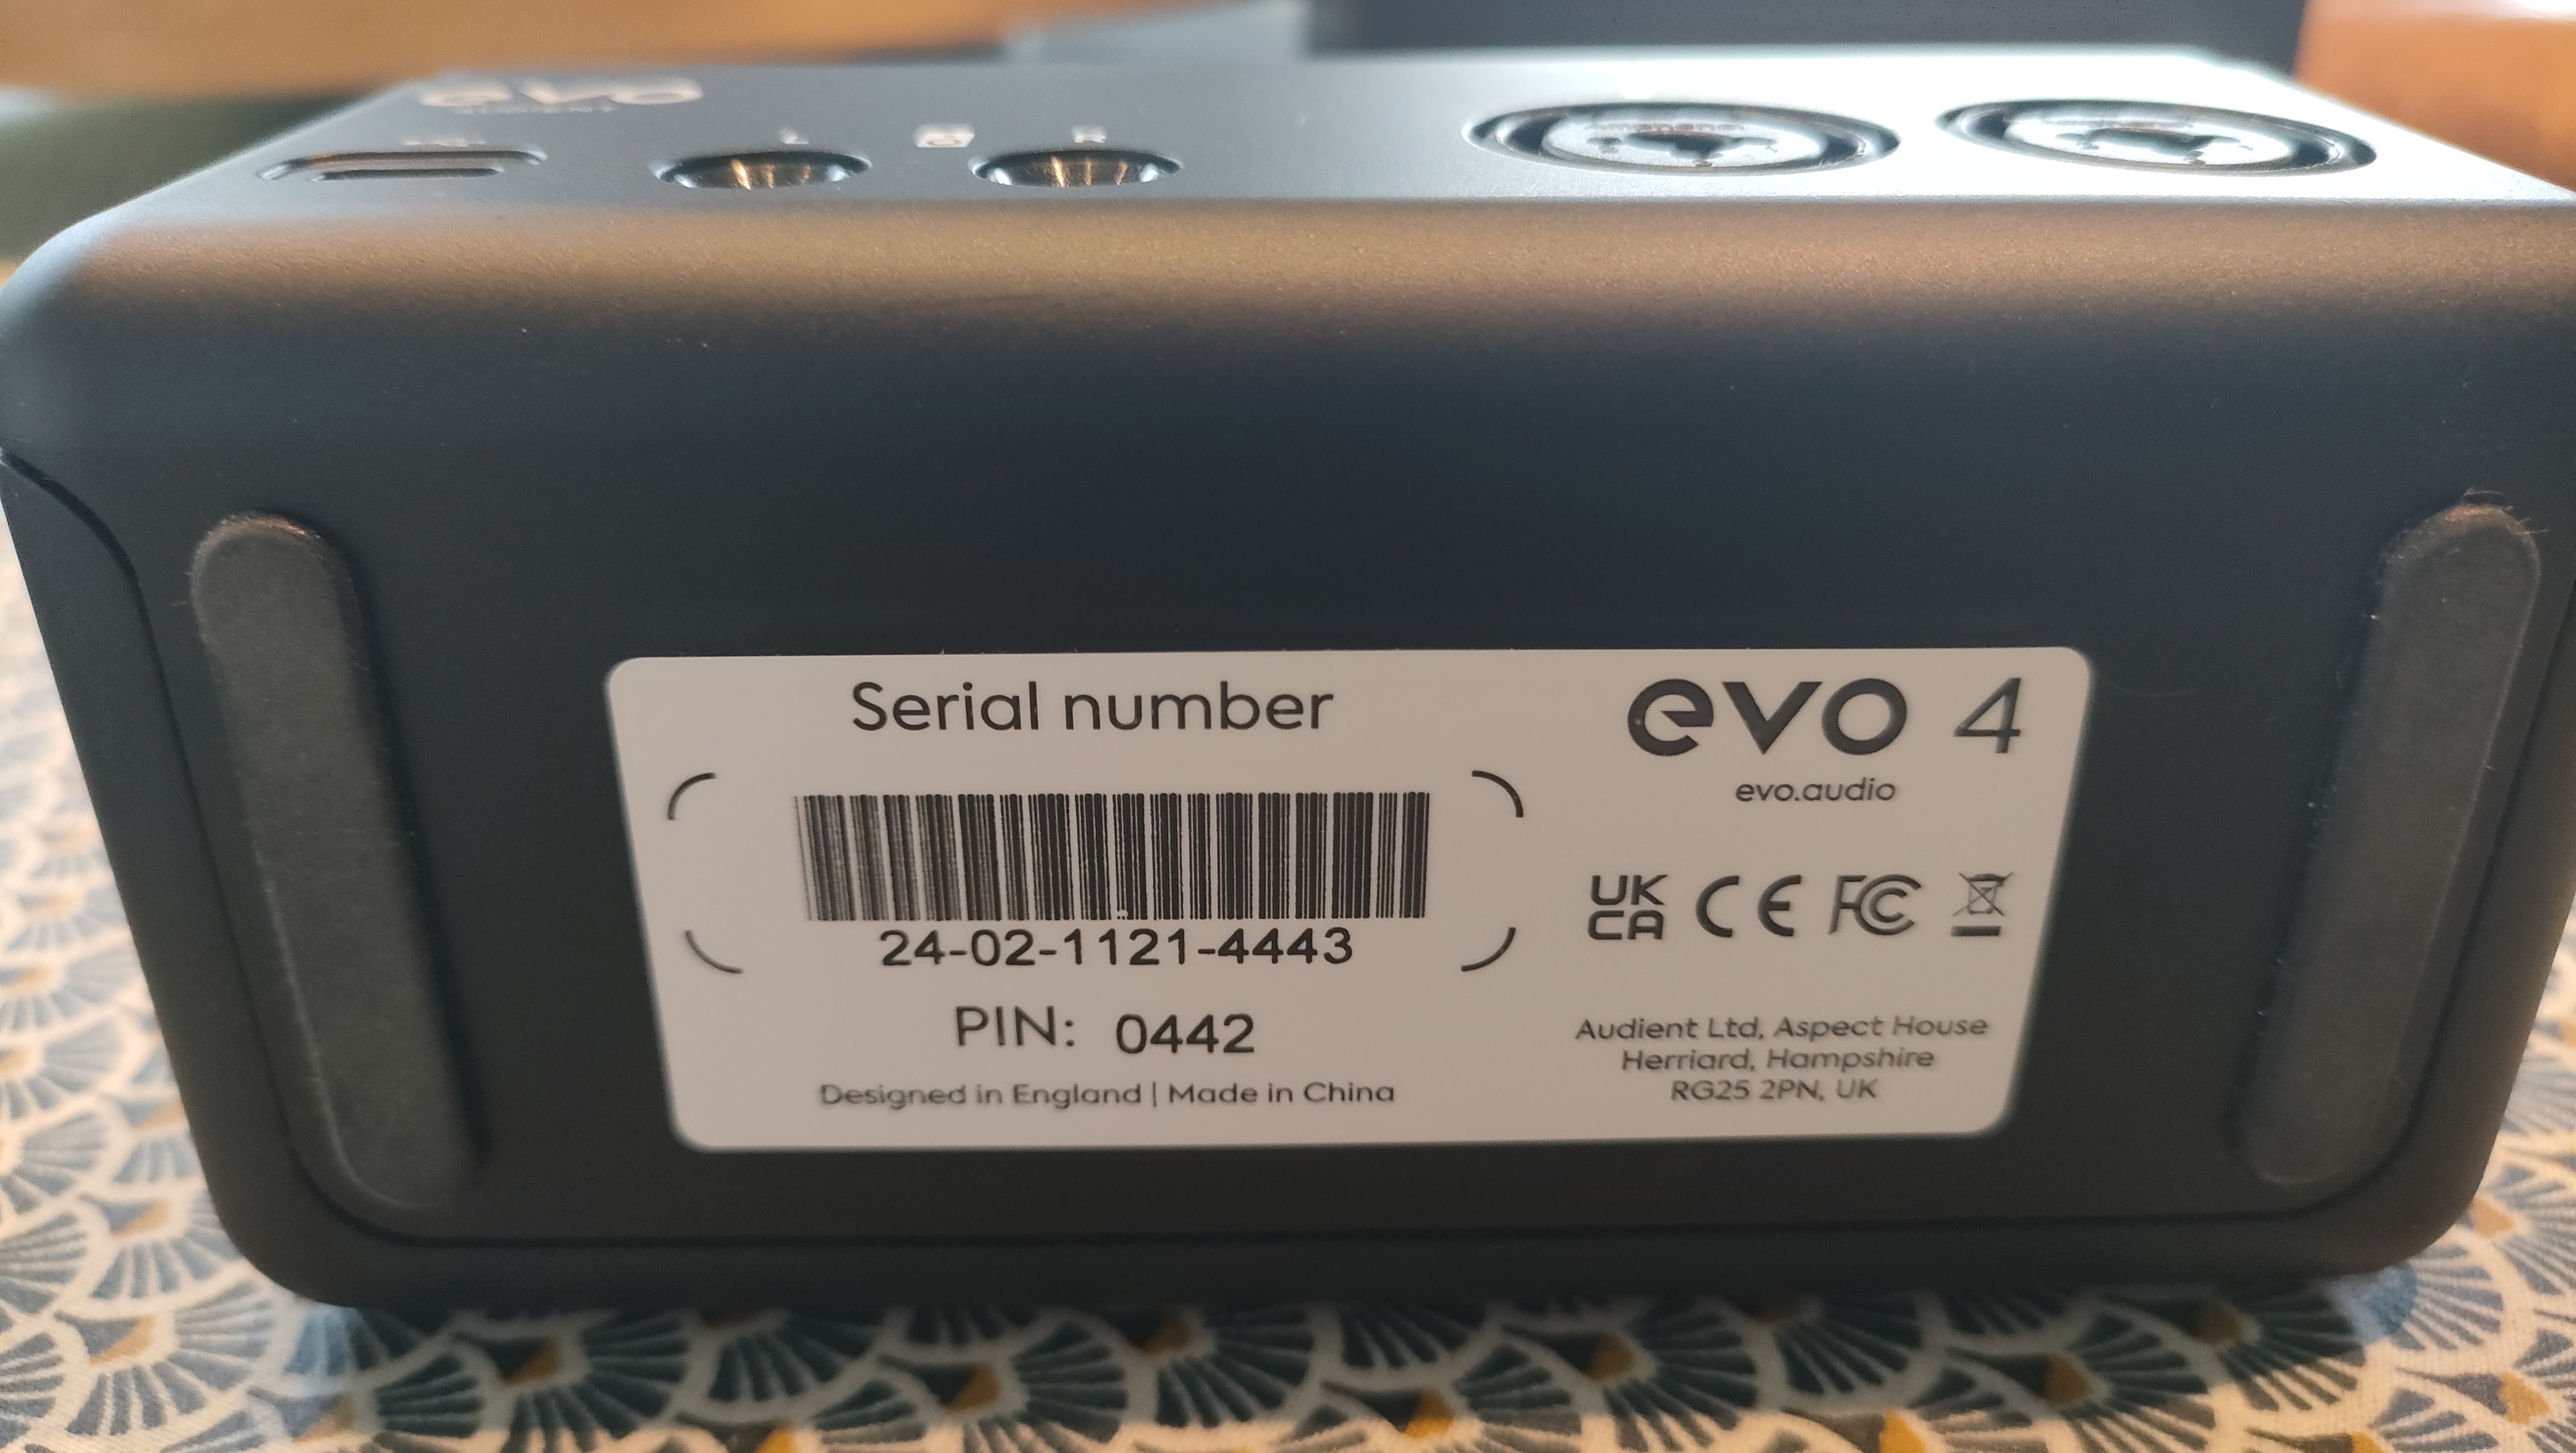 evo
L R
Serial number
24-02-1121-4443
PIN: 0442
Designed in England | Made in China
evo 4
evo.audio
UK
CA CE FC
Audient Ltd, Aspect House
Herriard, Hampshire
RG25 2PN, UK